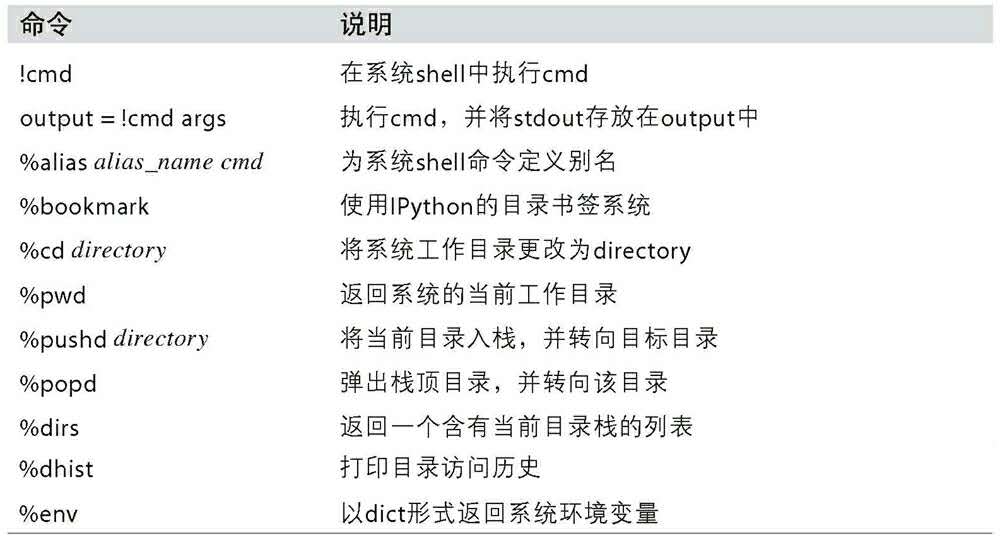 命令 说明
!cmd 在系统shell中执行cmd
output = !cmd args 执行cmd，并将stdout存放在output中
%alias alias_name cmd 为系统shell命令定义别名
%bookmark 使用IPython的目录书签系统
%cd directory 将系统工作目录更改为directory
%pwd 返回系统的当前工作目录
%pushd directory 将当前目录入栈，并转向目标目录
%popd 弹出栈顶目录，并转向该目录
%dirs 返回一个含有当前目录栈的列表
%dhist 打印目录访问历史
%env 以dict形式返回系统环境变量